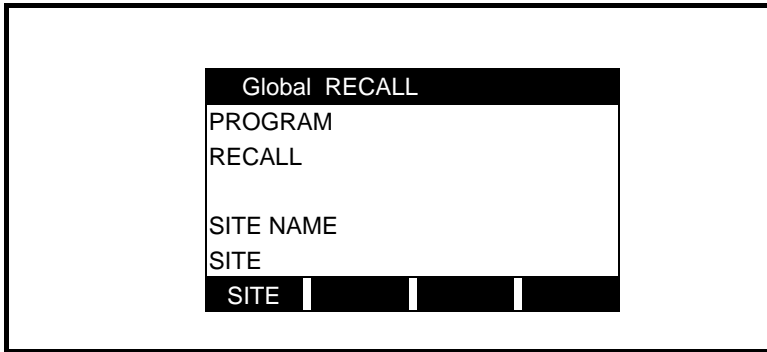 Global RECALL
PROGRAM
RECALL
SITE NAME
SITE
SITE